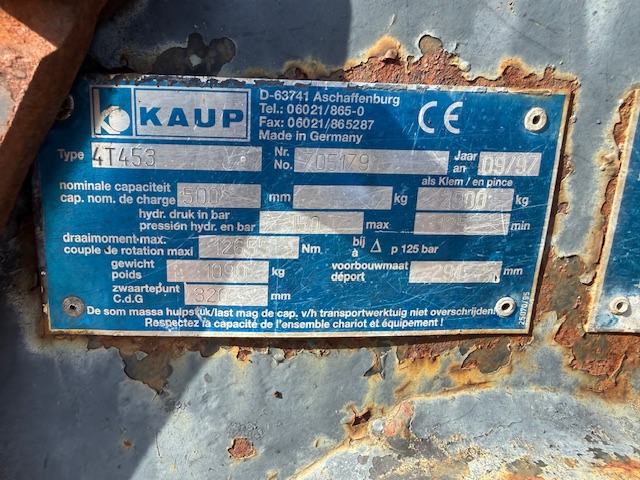 KAUP
D-63741 Aschaffenburg
Tel.: 06021/865-0
Fax: 06021/865287
Made in Germany
CE
Type 4T453 Nr. No. 705179 Jaar an 09/97
nominale capaciteit cap. nom. de charge mm kg als Klem / en pince kg
hydr. druk in bar pression hydr. en bar max min
draaimoment max. couple de rotation maxi Nm bij à Δ p 125 bar
gewicht poids 1090 kg voorbouwmaat déport mm
zwaartepunt C.d.G mm
De som massa hulpstuk/last mag de cap. v/h transportwerktuig niet overschrijden.
Respectez la capacité de l'ensemble chariot et équipement !